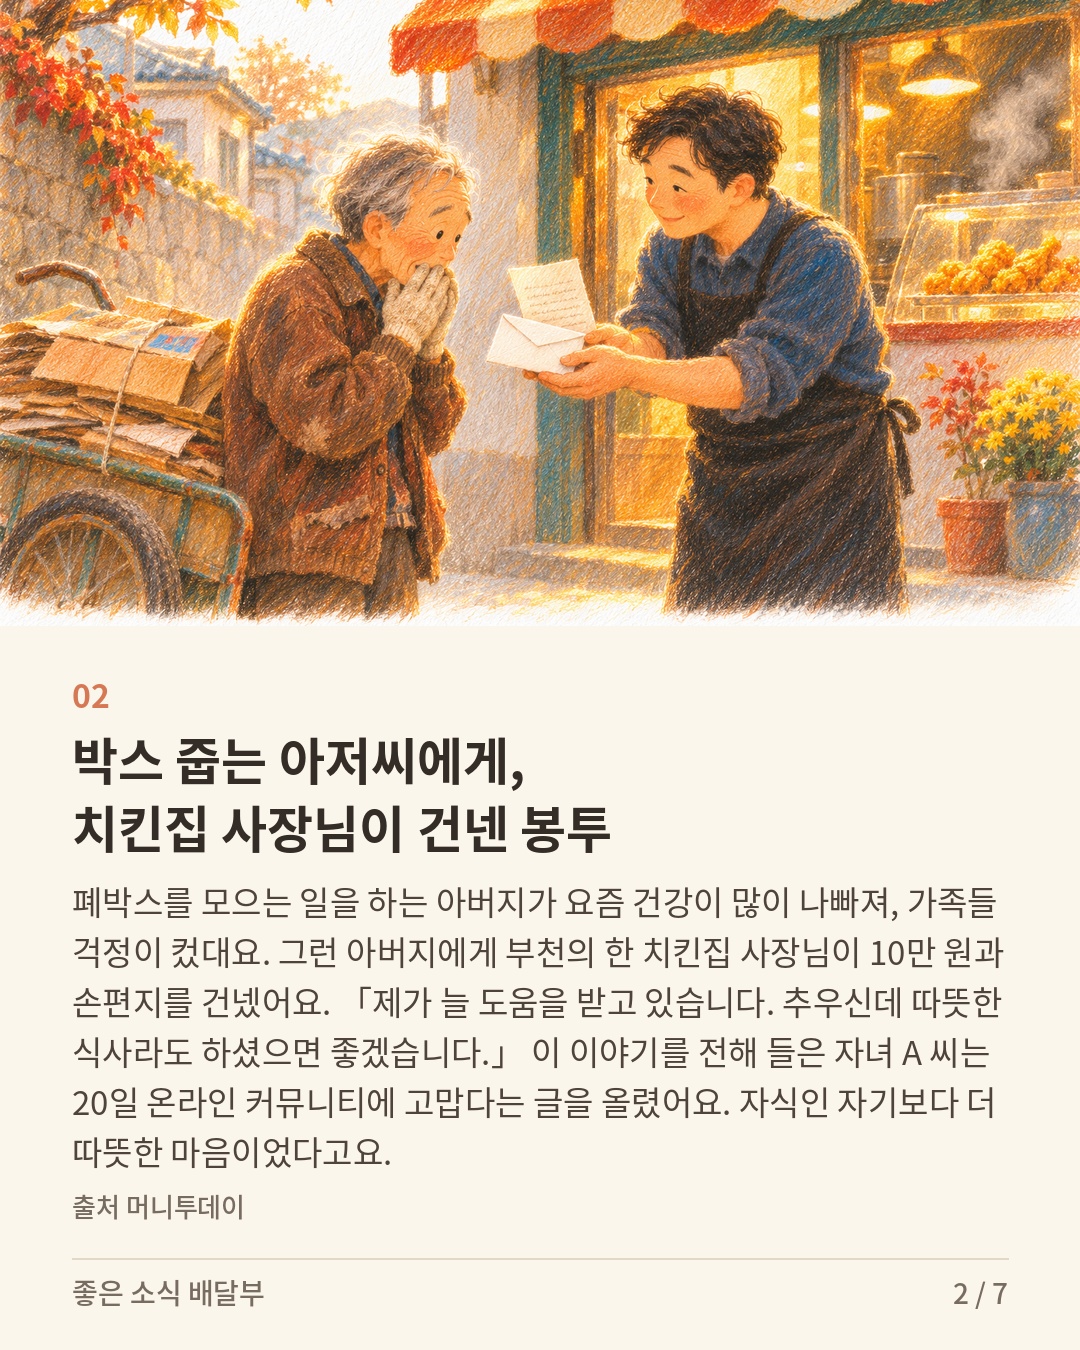 02
박스 줍는 아저씨에게,
치킨집 사장님이 건넨 봉투
폐박스를 모으는 일을 하는 아버지가 요즘 건강이 많이 나빠져, 가족들
걱정이 컸대요. 그런 아버지에게 부천의 한 치킨집 사장님이 10만 원과
손편지를 건넸어요. 「제가 늘 도움을 받고 있습니다. 추우신데 따뜻한
식사라도 하셨으면 좋겠습니다.」 이 이야기를 전해 들은 자녀 A 씨는
20일 온라인 커뮤니티에 고맙다는 글을 올렸어요. 자식인 자기보다 더
따뜻한 마음이었다고요.
출처 머니투데이
좋은 소식 배달부
2 / 7